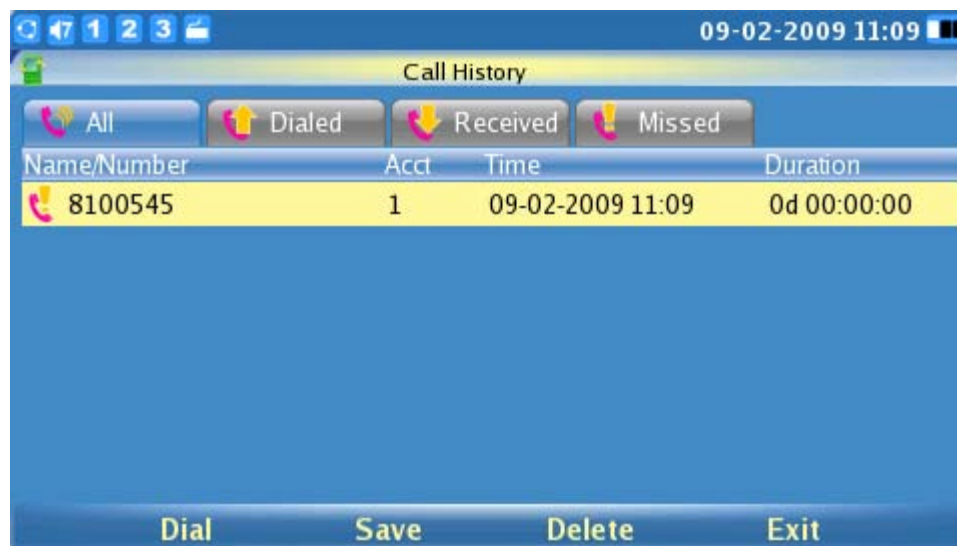 7 1 2 3 09-02-2009 11:09
Call History
All Dialed Received Missed
Name/Number Acct Time Duration
8100545 1 09-02-2009 11:09 0d 00:00:00
Dial Save Delete Exit